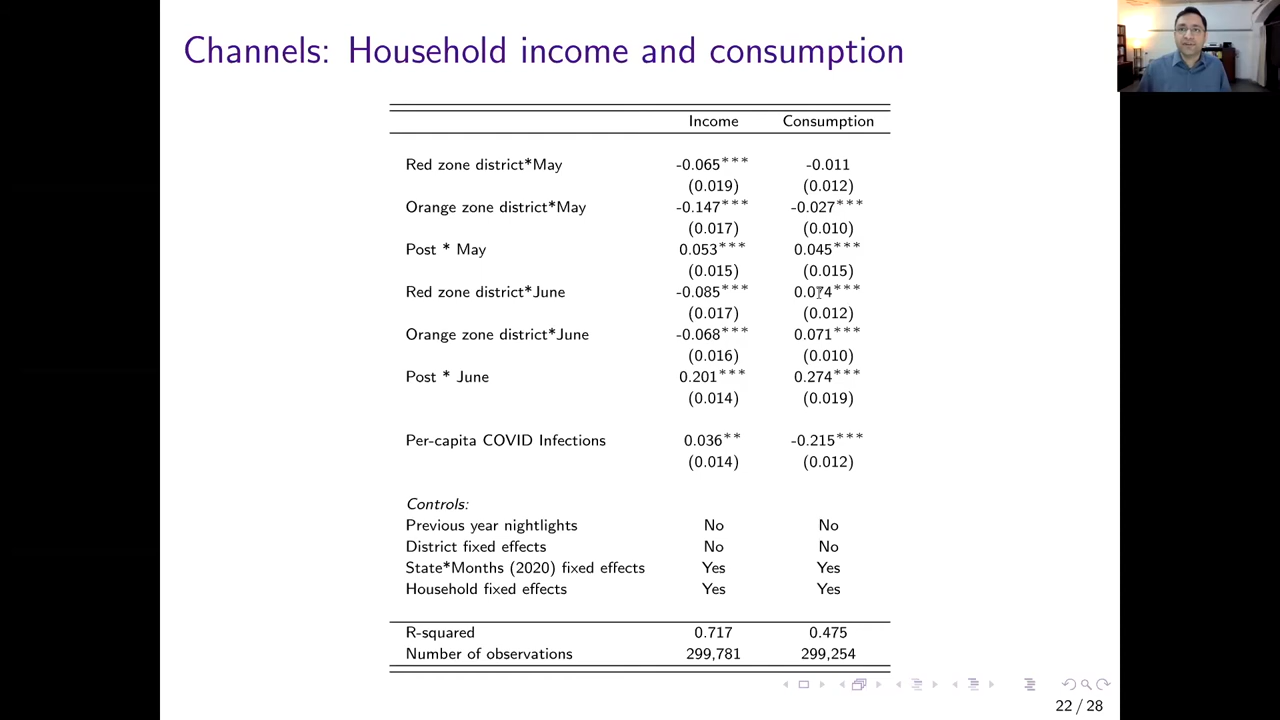 Channels: Household income and consumption
Income Consumption
Red zone district*May -0.065*** -0.011
(0.019) (0.012)
Orange zone district*May -0.147*** -0.027***
(0.017) (0.010)
Post * May 0.053*** 0.045***
(0.015) (0.015)
Red zone district*June -0.085*** 0.074***
(0.017) (0.012)
Orange zone district*June -0.068*** 0.071***
(0.016) (0.010)
Post * June 0.201*** 0.274***
(0.014) (0.019)
Per-capita COVID Infections 0.036** -0.215***
(0.014) (0.012)
Controls:
Previous year nightlights No No
District fixed effects No No
State*Months (2020) fixed effects Yes Yes
Household fixed effects Yes Yes
R-squared 0.717 0.475
Number of observations 299,781 299,254
22 / 28